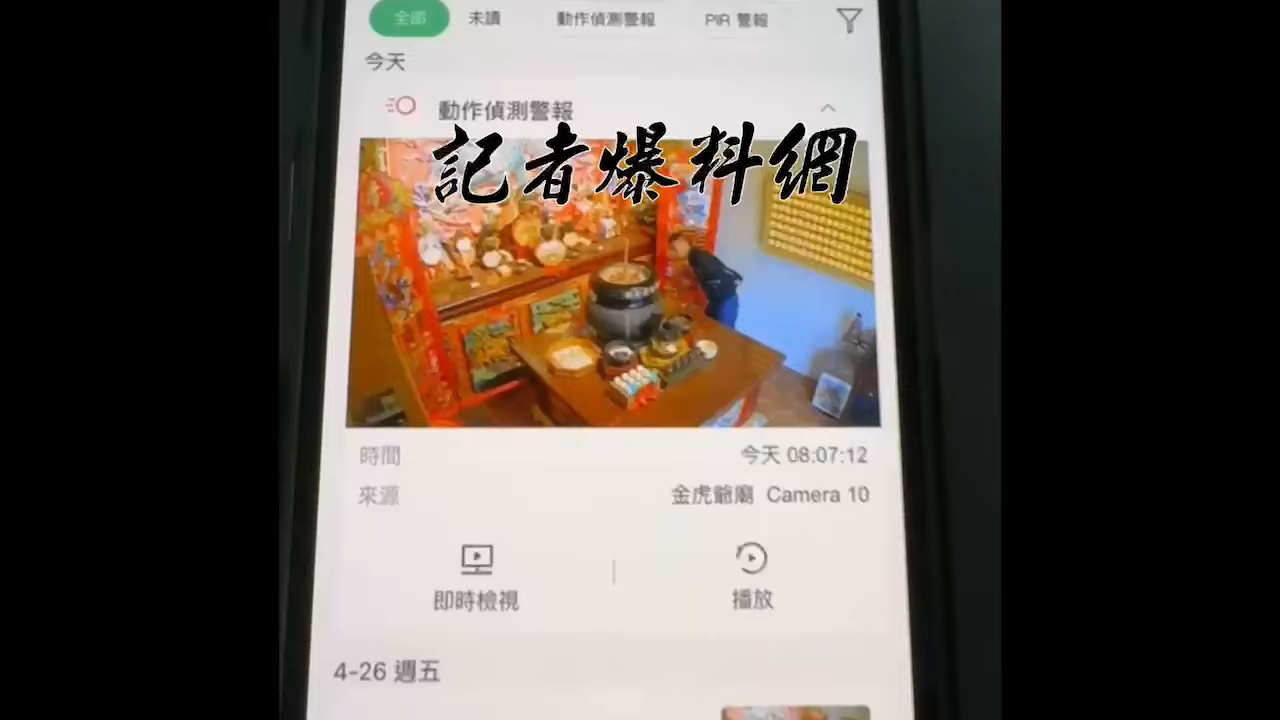 全部 未讀 動作偵測警報 PIR 警報
今天
動作偵測警報
記者爆料網
時間 今天 08:07:12
來源 金虎爺廟 Camera 10
即時檢視 播放
4-26 週五